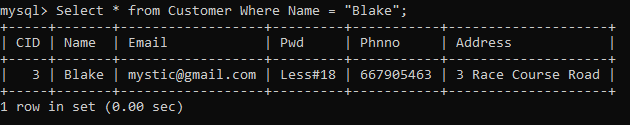 mysql> Select * from Customer Where Name = "Blake";
+-----+-------+------------------+---------+-----------+--------------------+
| CID | Name  | Email            | Pwd     | Phnno     | Address            |
+-----+-------+------------------+---------+-----------+--------------------+
|   3 | Blake | mystic@gmail.com | Less#18 | 667905463 | 3 Race Course Road |
+-----+-------+------------------+---------+-----------+--------------------+
1 row in set (0.00 sec)